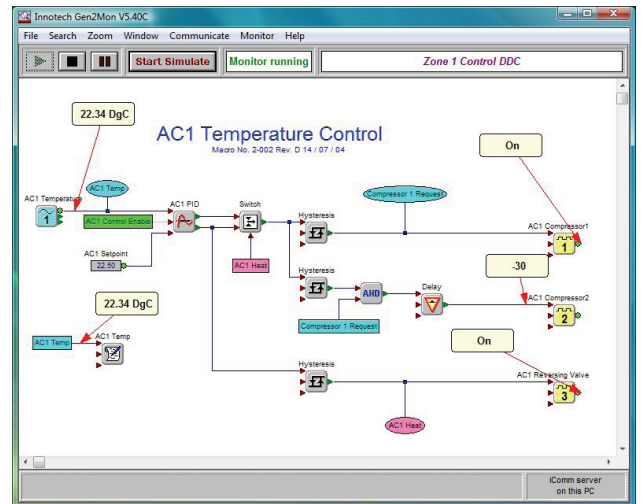 Innotech Gen2Mon V5.40C
File Search Zoom Window Communicate Monitor Help
Start Simulate
Monitor running
Zone 1 Control DDC
22.34 DgC
AC1 Temperature Control
Macro No. 2-002 Rev. D 14 / 07 / 04
On
AC1 Temp
Compressor 1 Request
AC1 Temperature
1
AC1 Control Enable
AC1 PID
Switch
Hysteresis
AC1 Compressor1
1
AC1 Setpoint
22.50
AC1 Heat
-30
Hysteresis
AND
Delay
AC1 Compressor2
2
22.34 DgC
Compressor 1 Request
AC1 Temp
AC1 Temp
On
Hysteresis
AC1 Reversing Valve
3
AC1 Heat
iComm server
on this PC